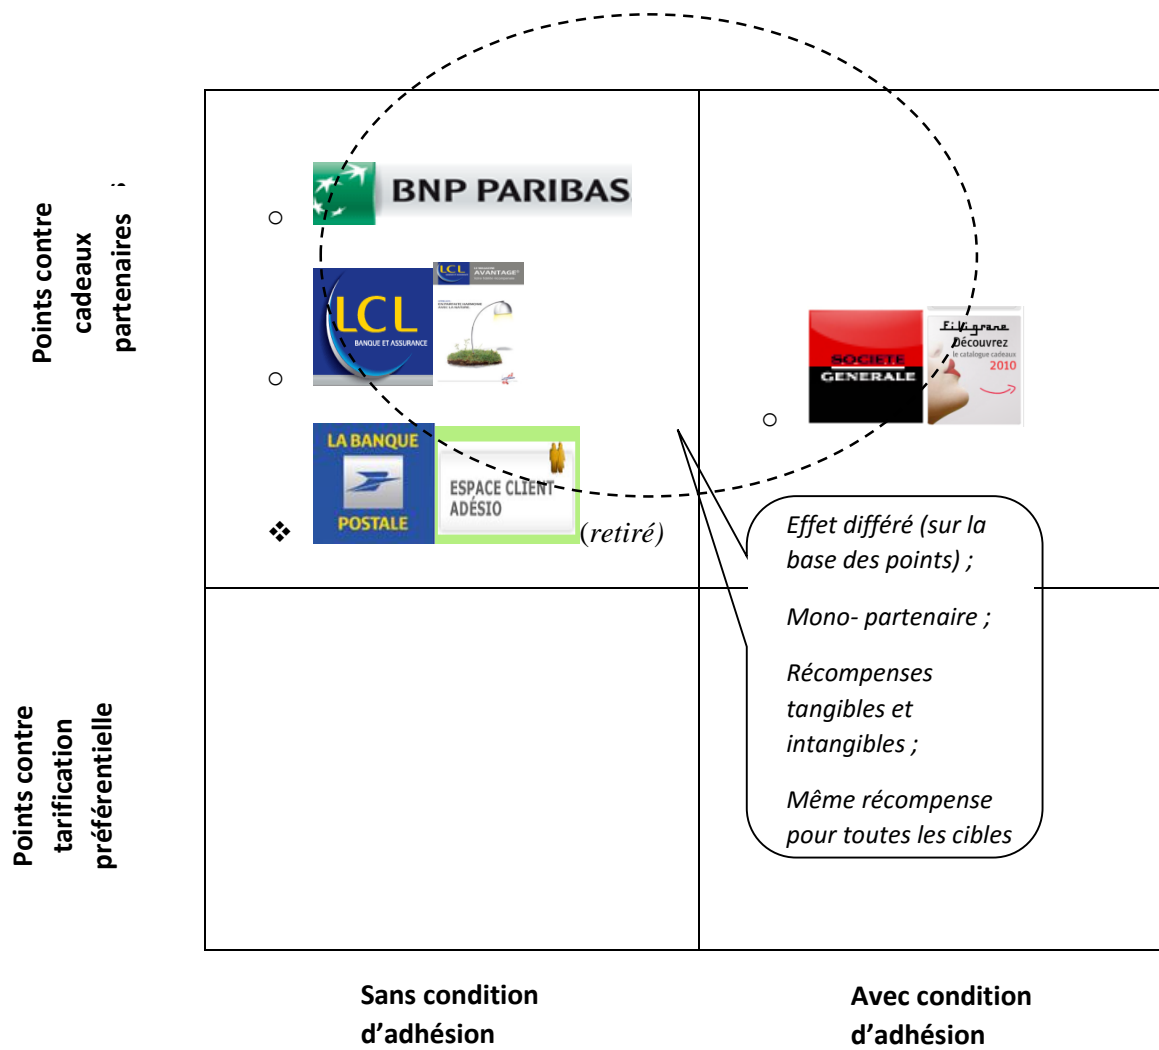 Points contre
cadeaux
partenaires
BNP PARIBAS
LCL
BANQUE ET ASSURANCE
LCL
AVANTAGE
SOCIETE
GENERALE
Filigrane
Découvrez
le catalogue cadeaux
2010
LA BANQUE
POSTALE
ESPACE CLIENT
ADÉSIO
(retiré)
Effet différé (sur la
base des points) ;
Mono- partenaire ;
Récompenses
tangibles et
intangibles ;
Même récompense
pour toutes les cibles
Points contre
tarification
préférentielle
Sans condition
d’adhésion
Avec condition
d’adhésion